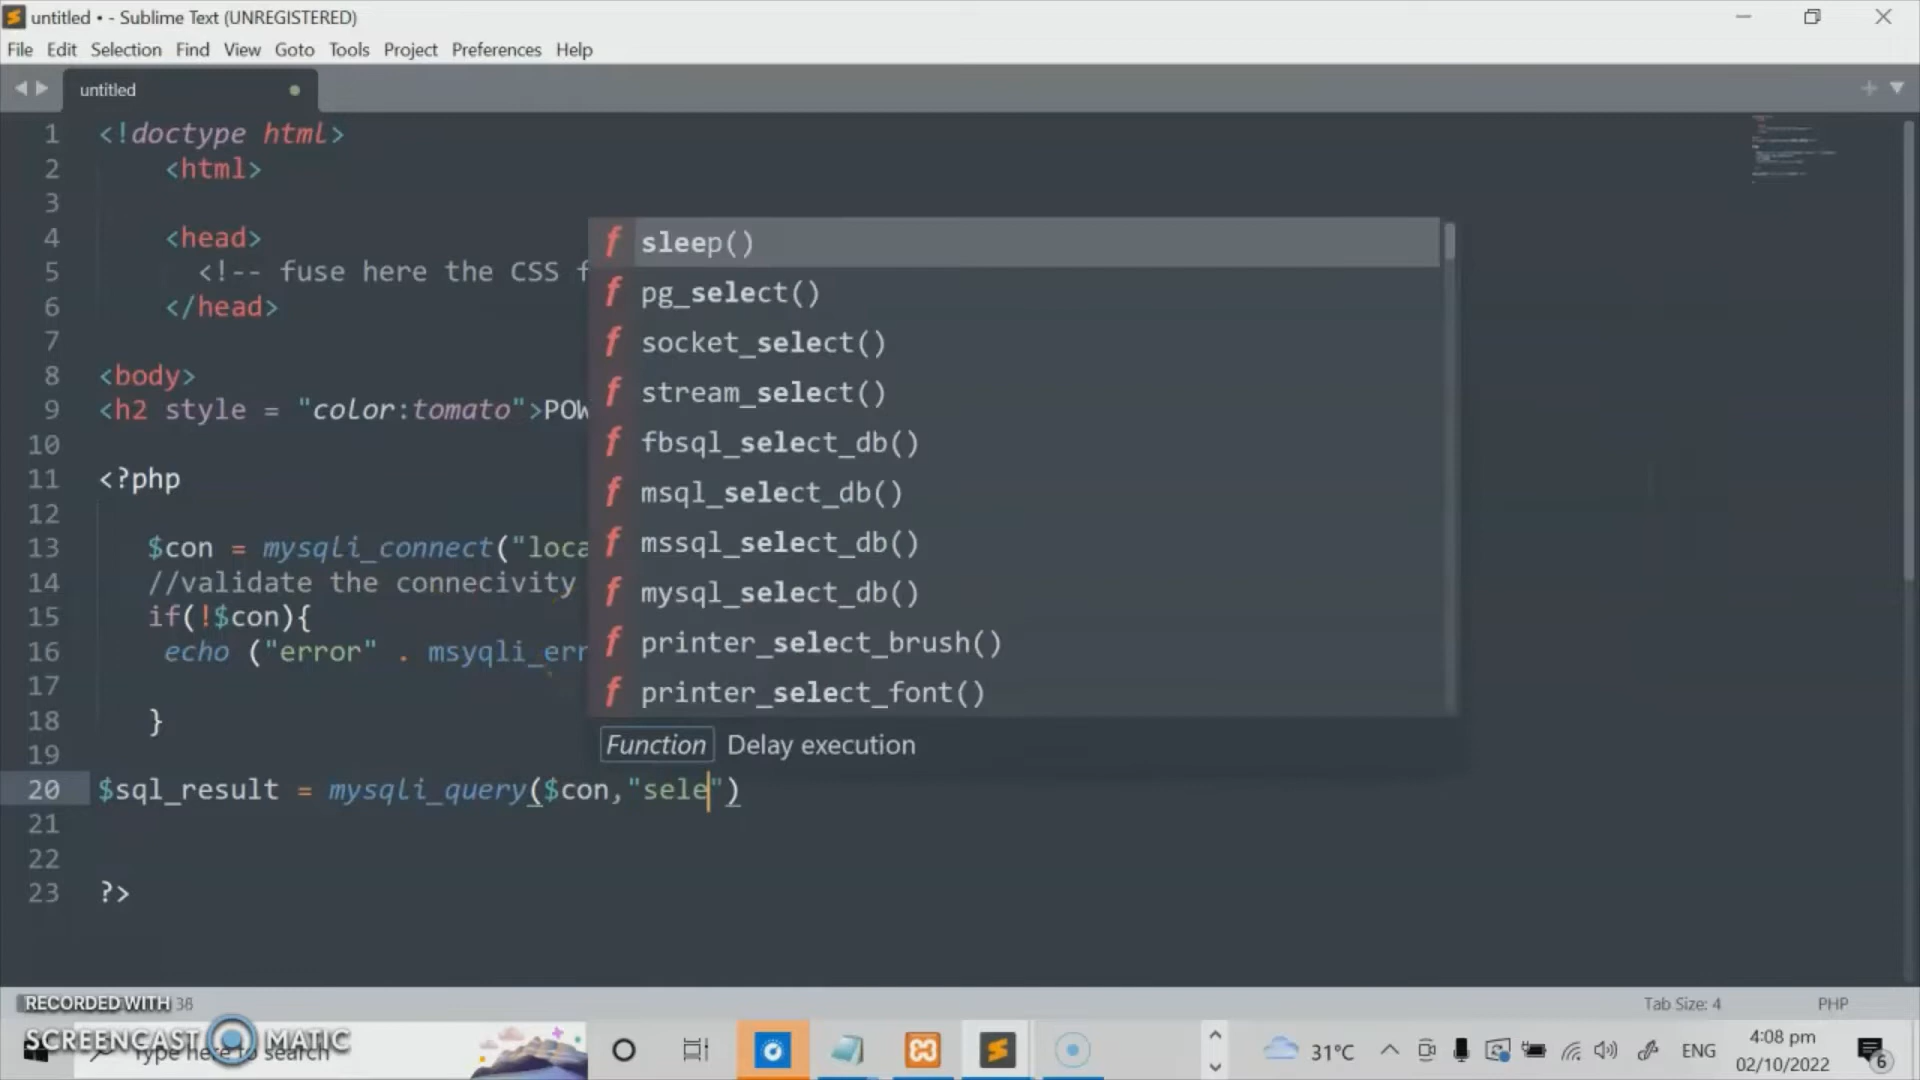 untitled • - Sublime Text (UNREGISTERED)
File Edit Selection Find View Goto Tools Project Preferences Help
untitled
1 <!doctype html>
2 <html>
3
4 <head>
5 <!-- fuse here the CSS f
6 </head>
7
8 <body>
9 <h2 style = "color:tomato">POW
10
11 <?php
12
13 $con = mysqli_connect("loca
14 //validate the connecivity
15 if(!$con){
16 echo ("error" . msyqli_err
17
18 }
19
20 $sql_result = mysqli_query($con,"sele")
21
22
23 ?>
f sleep()
f pg_select()
f socket_select()
f stream_select()
f fbsql_select_db()
f msql_select_db()
f mssql_select_db()
f mysql_select_db()
f printer_select_brush()
f printer_select_font()
Function Delay execution
RECORDED WITH 38
Tab Size: 4 PHP
SCREENCAST MATIC
Type here to search
31°C ENG
4:08 pm
02/10/2022
6